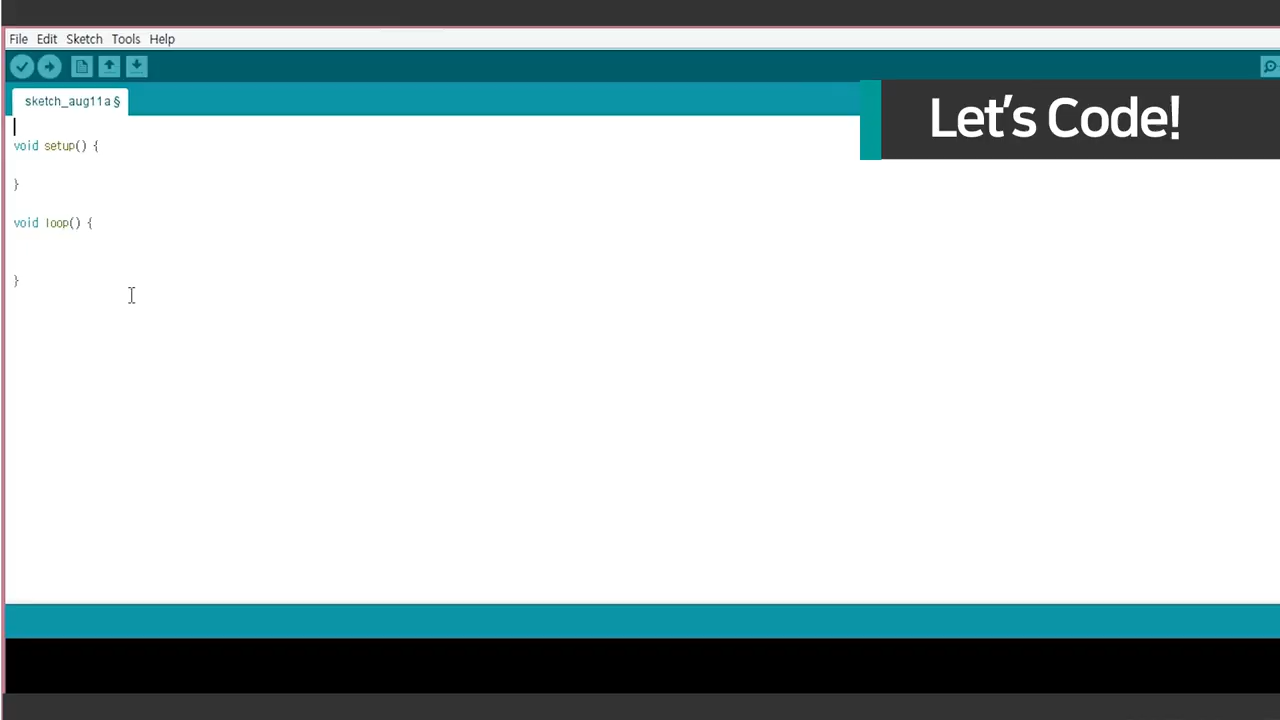 File Edit Sketch Tools Help
sketch_aug11a §
Let's Code!
void setup() {
}
void loop() {
}